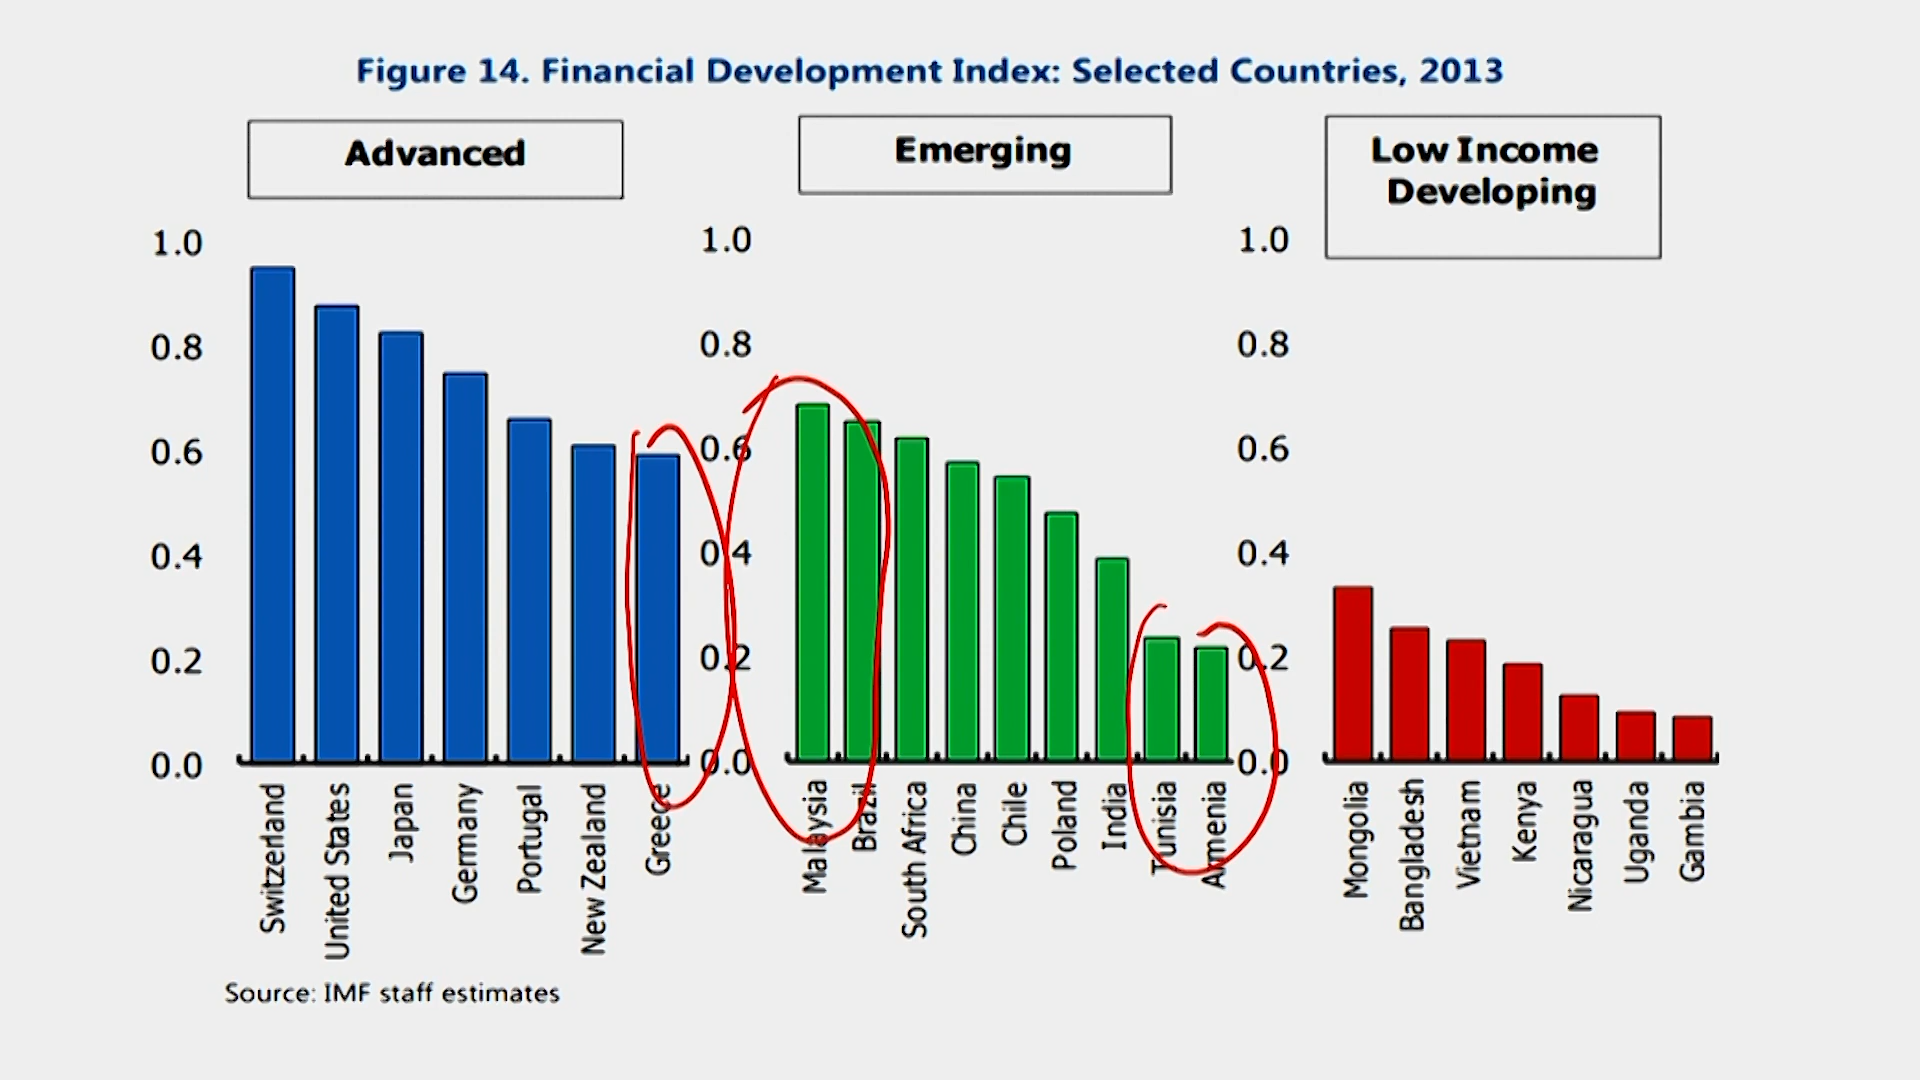 Figure 14. Financial Development Index: Selected Countries, 2013
Advanced
1.0
0.8
0.6
0.4
0.2
0.0
Switzerland
United States
Japan
Germany
Portugal
New Zealand
Greece
Emerging
1.0
0.8
0.6
0.4
0.2
0.0
Malaysia
Brazil
South Africa
China
Chile
Poland
India
Tunisia
Armenia
Low Income
Developing
1.0
0.8
0.6
0.4
0.2
0.0
Mongolia
Bangladesh
Vietnam
Kenya
Nicaragua
Uganda
Gambia
Source: IMF staff estimates